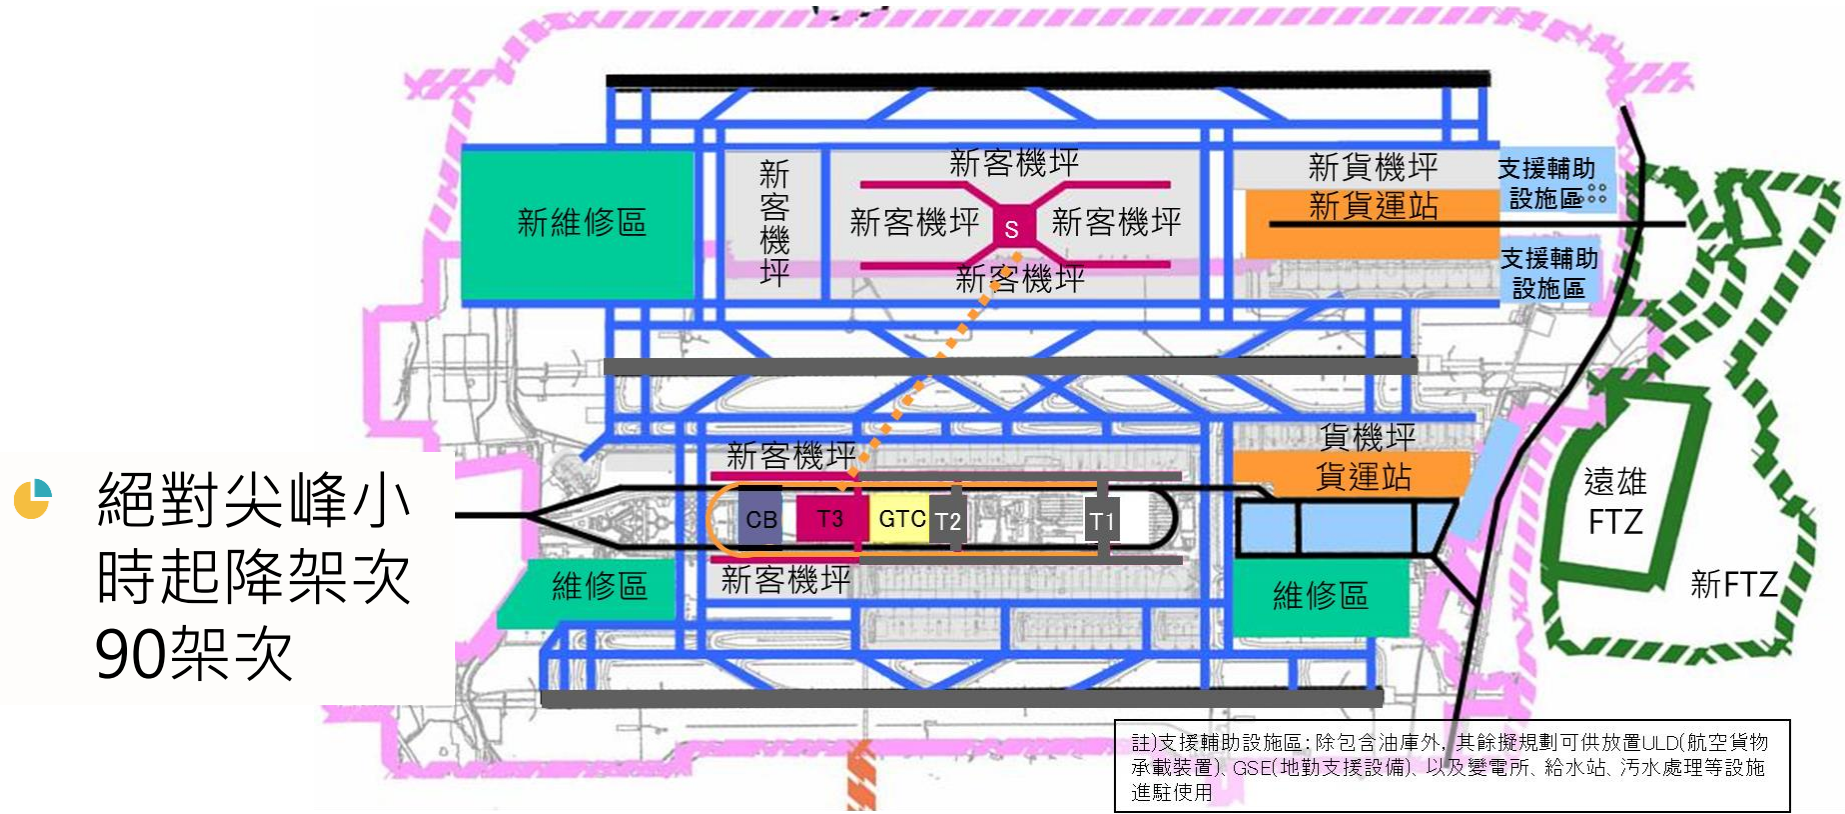 新客機坪
新貨機坪
支援輔助
設施區
新
客
機
坪
新維修區
新客機坪
S
新客機坪
新貨運站
新客機坪
支援輔助
設施區
新客機坪
貨機坪
貨運站
CB
T3
GTC
T2
T1
遠雄
FTZ
新FTZ
維修區
新客機坪
維修區
絕對尖峰小
時起降架次
90架次
註)支援輔助設施區:除包含油庫外,其餘擬規劃可供放置ULD(航空貨物
承載裝置)、GSE(地勤支援設備)、以及變電所、給水站、污水處理等設施
進駐使用